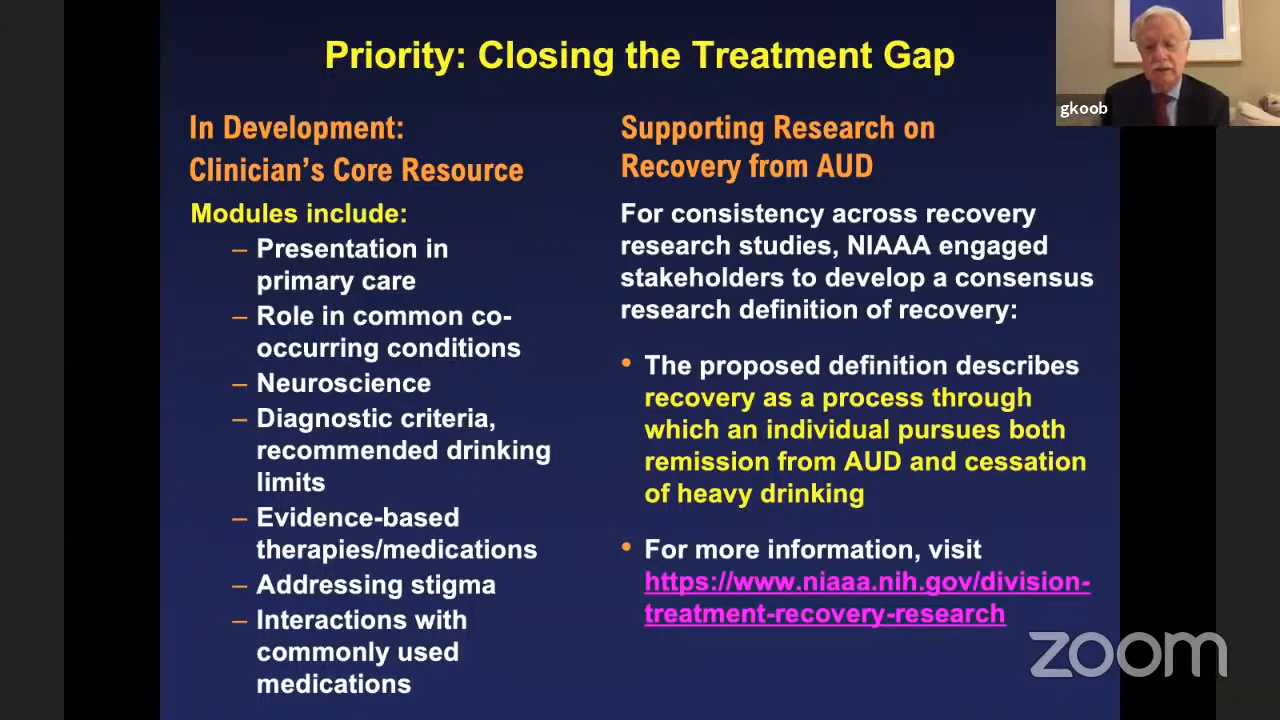 Priority: Closing the Treatment Gap
gkoob
In Development:
Clinician's Core Resource
Modules include:
– Presentation in
primary care
– Role in common co-
occurring conditions
– Neuroscience
– Diagnostic criteria,
recommended drinking
limits
– Evidence-based
therapies/medications
– Addressing stigma
– Interactions with
commonly used
medications
Supporting Research on
Recovery from AUD
For consistency across recovery
research studies, NIAAA engaged
stakeholders to develop a consensus
research definition of recovery:
• The proposed definition describes
recovery as a process through
which an individual pursues both
remission from AUD and cessation
of heavy drinking
• For more information, visit
https://www.niaaa.nih.gov/division-
treatment-recovery-research
zoom